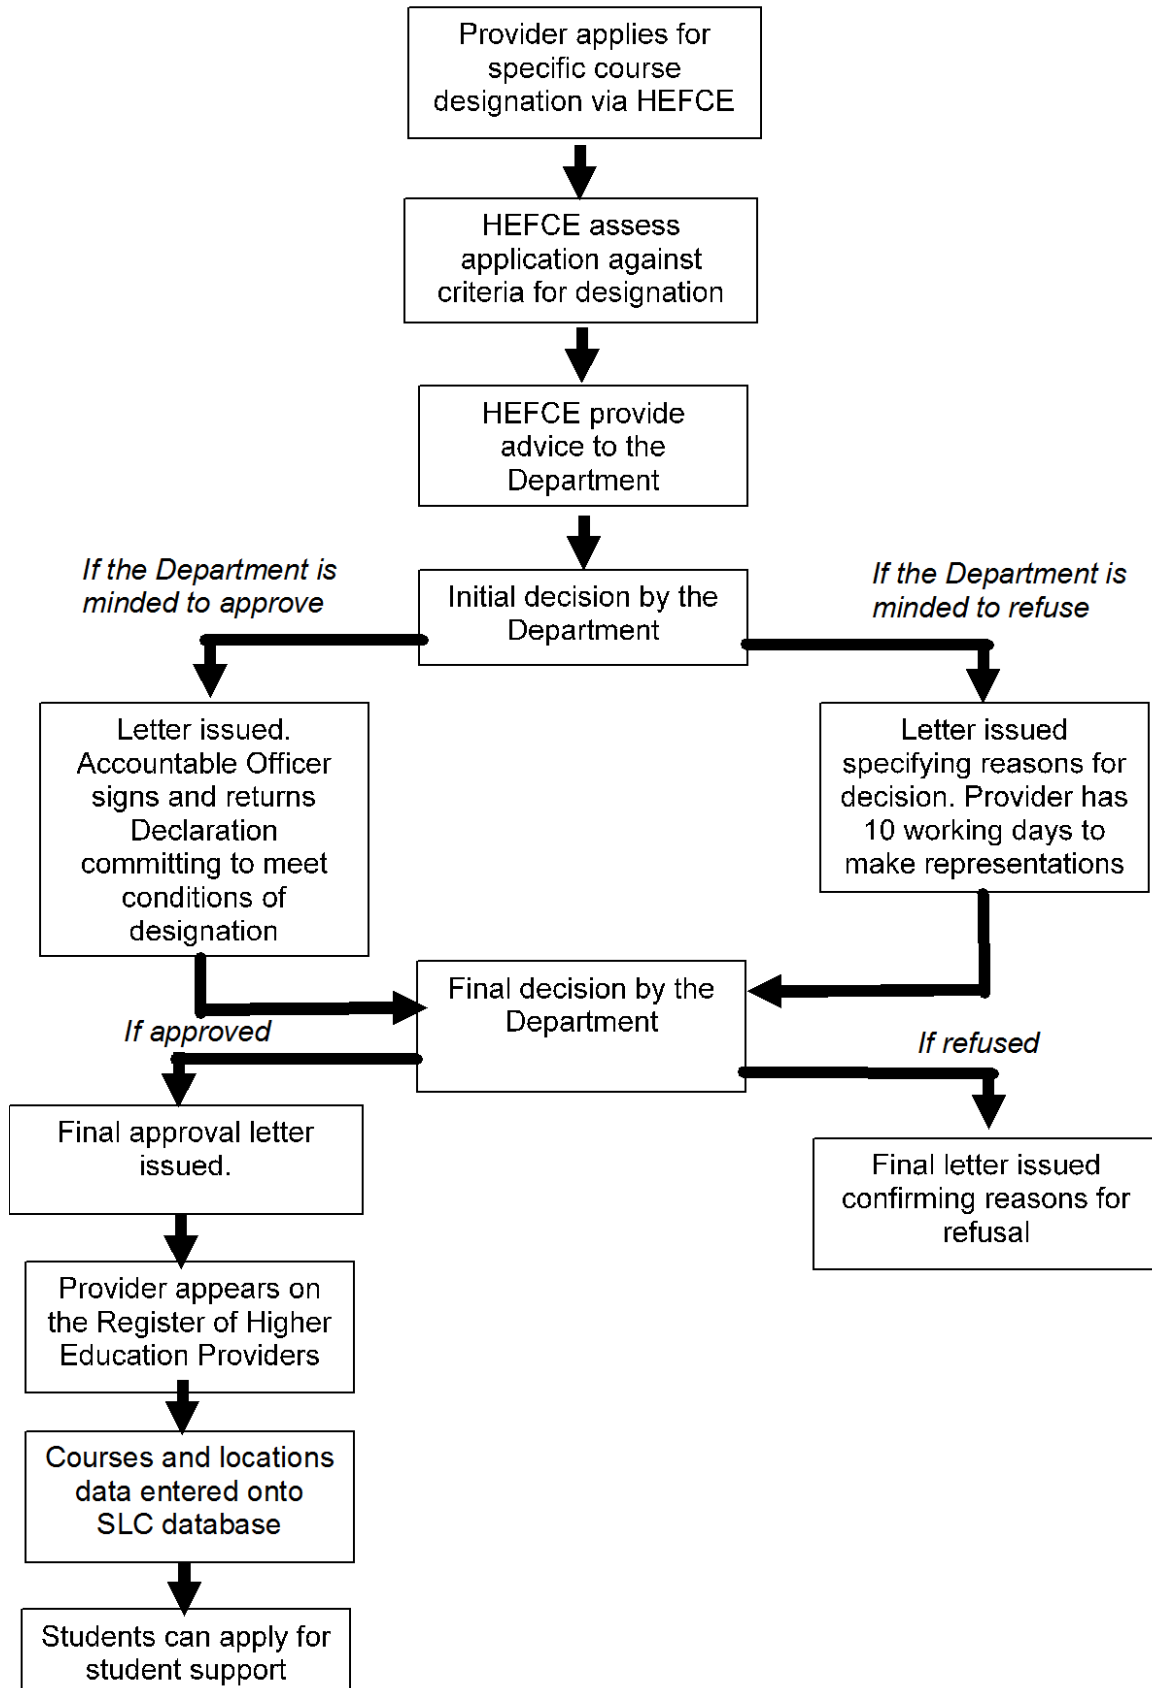 Provider applies for
specific course
designation via HEFCE
HEFCE assess
application against
criteria for designation
HEFCE provide
advice to the
Department
If the Department is
minded to approve
Initial decision by the
Department
If the Department is
minded to refuse
Letter issued.
Accountable Officer
signs and returns
Declaration
committing to meet
conditions of
designation
Letter issued
specifying reasons for
decision. Provider has
10 working days to
make representations
Final decision by the
Department
If approved
If refused
Final approval letter
issued.
Final letter issued
confirming reasons for
refusal
Provider appears on
the Register of Higher
Education Providers
Courses and locations
data entered onto
SLC database
Students can apply for
student support